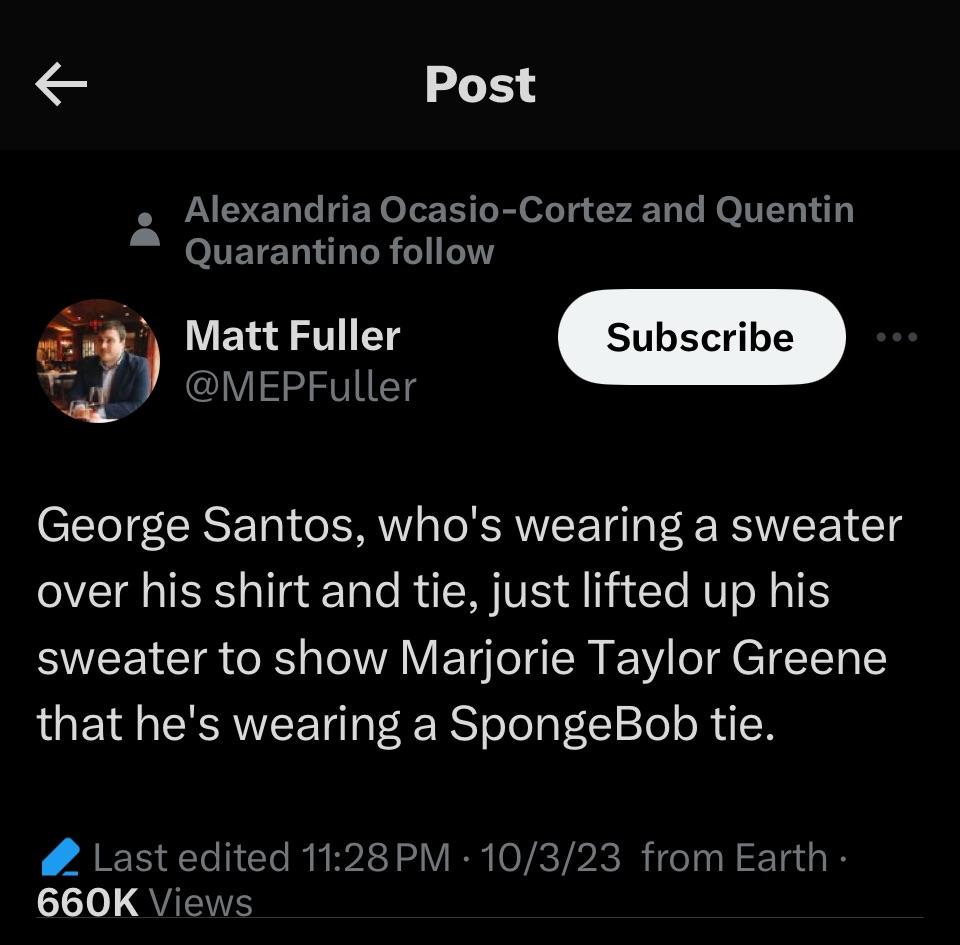 Post
Alexandria Ocasio-Cortez and Quentin
Quarantino follow
Matt Fuller
Subscribe
@MEPFuller
George Santos, who's wearing a sweater
over his shirt and tie, just lifted up his
sweater to show Marjorie Taylor Greene
that he's wearing a SpongeBob tie.
Last edited 11:28 PM · 10/3/23 from Earth ·
660K Views